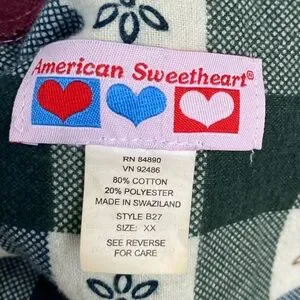 American Sweetheart®
RN 84890
VN 92486
80% COTTON
20% POLYESTER
MADE IN SWAZILAND
STYLE B27
SIZE: XX
SEE REVERSE
FOR CARE